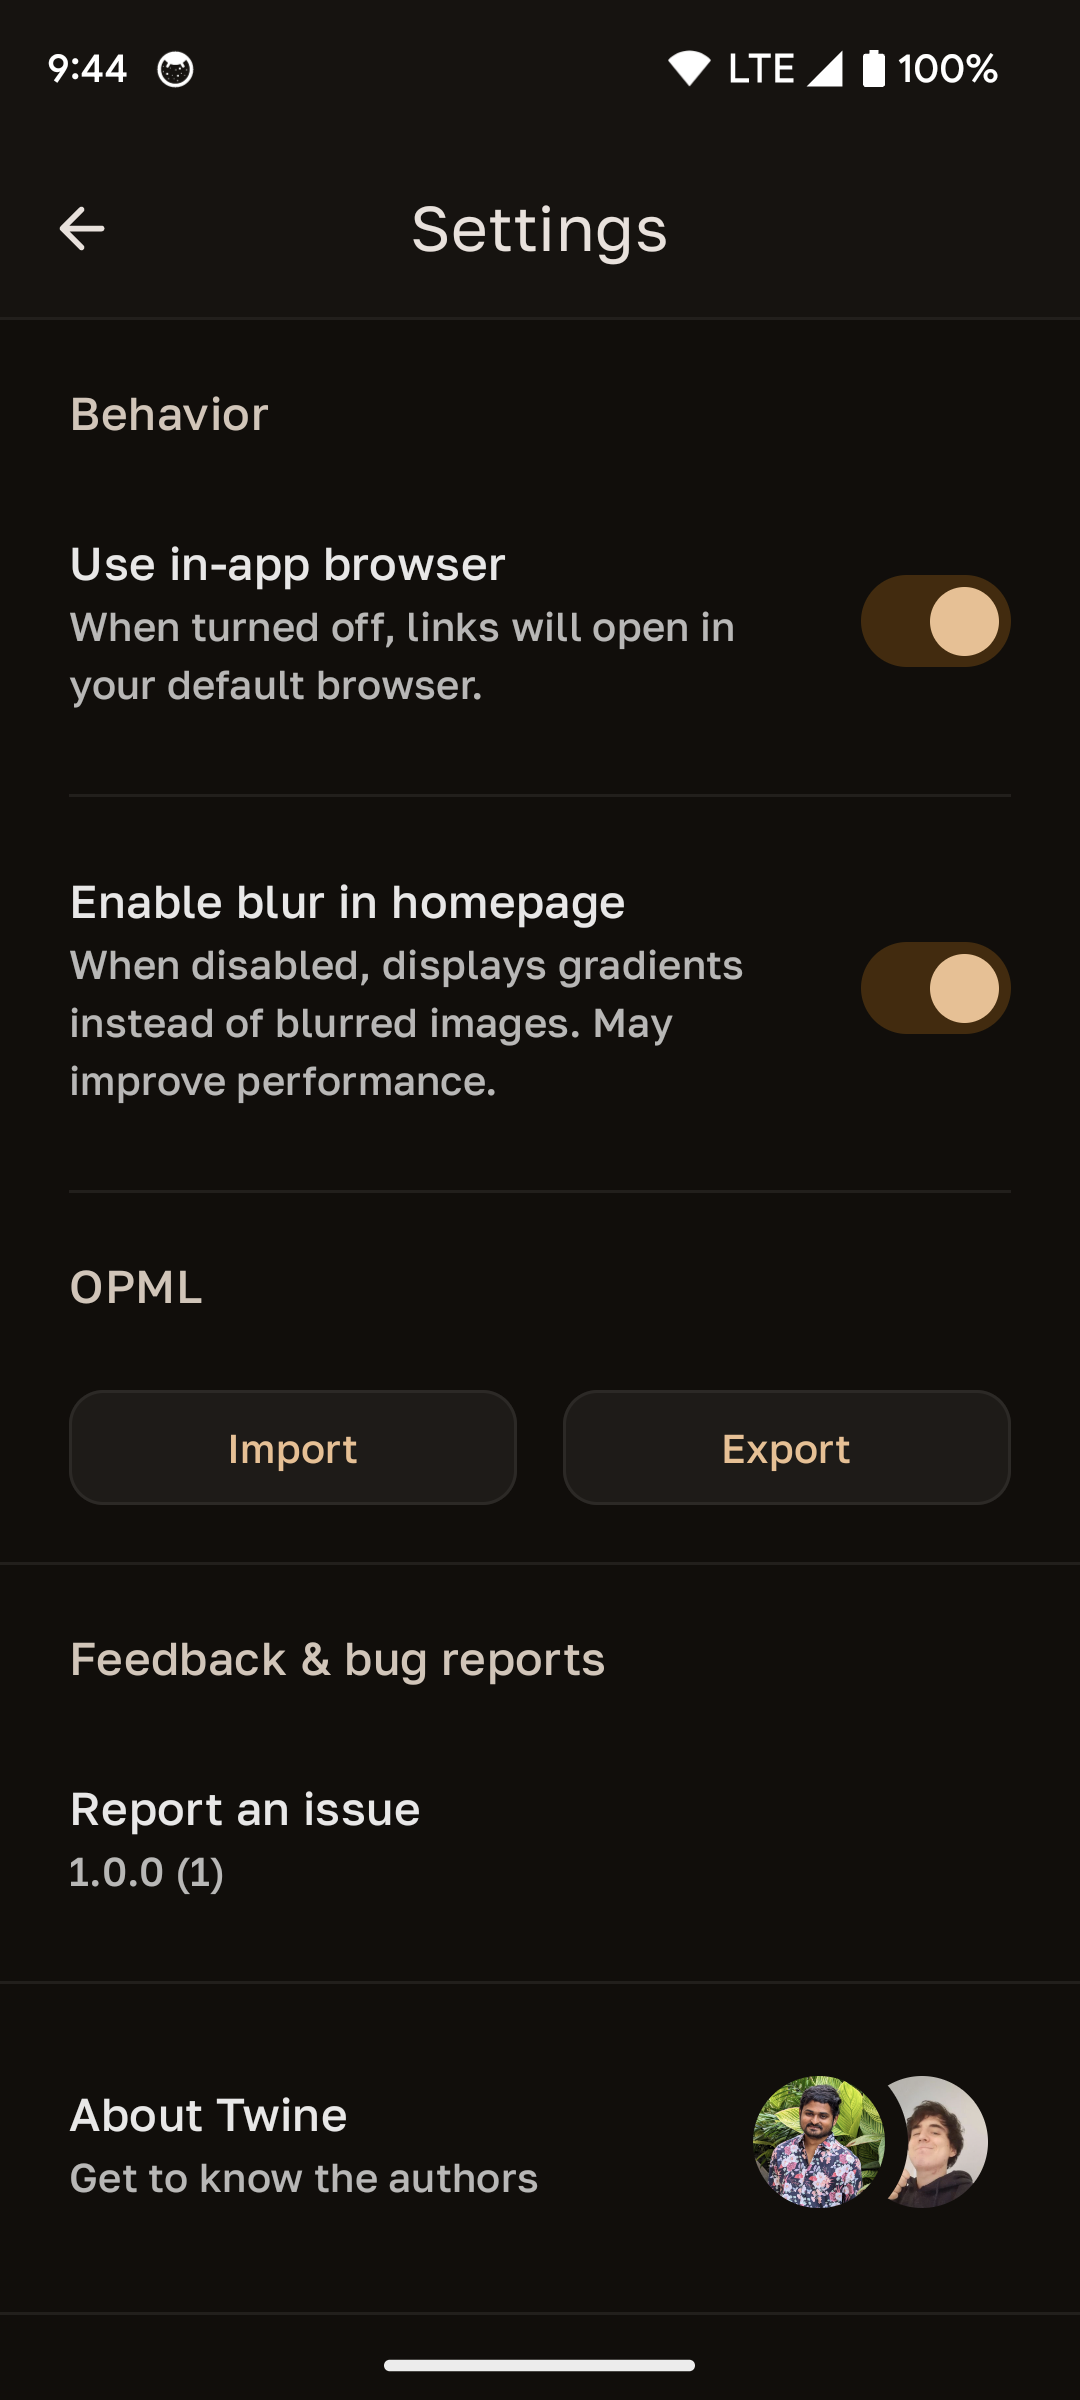 9:44 LTE 100%
Settings
Behavior
Use in-app browser
When turned off, links will open in
your default browser.
Enable blur in homepage
When disabled, displays gradients
instead of blurred images. May
improve performance.
OPML
Import Export
Feedback & bug reports
Report an issue
1.0.0 (1)
About Twine
Get to know the authors